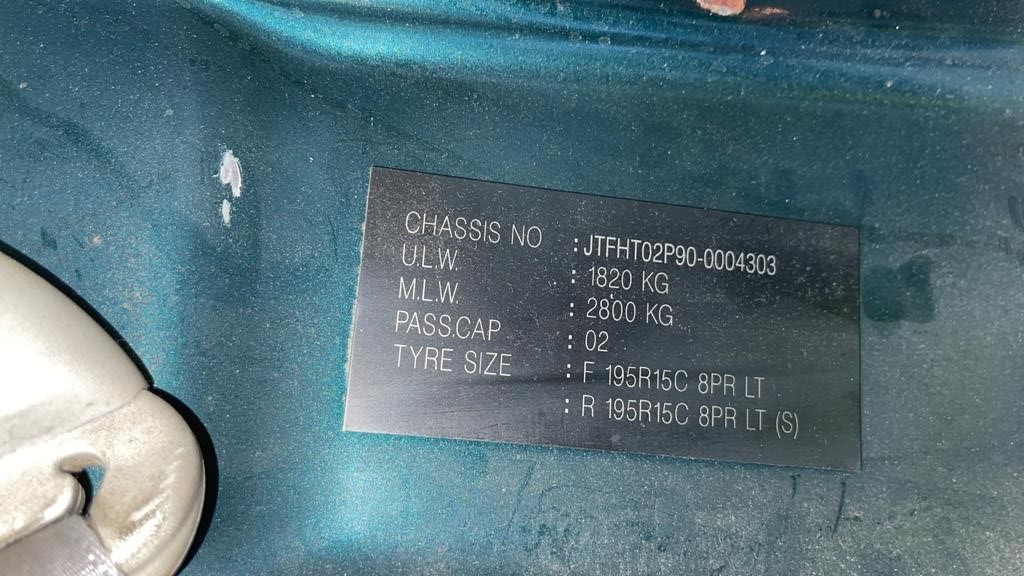 CHASSIS NO : JTFHT02P90-0004303
U.L.W. : 1820 KG
M.L.W. : 2800 KG
PASS.CAP : 02
TYRE SIZE : F 195R15C 8PR LT
: R 195R15C 8PR LT (S)